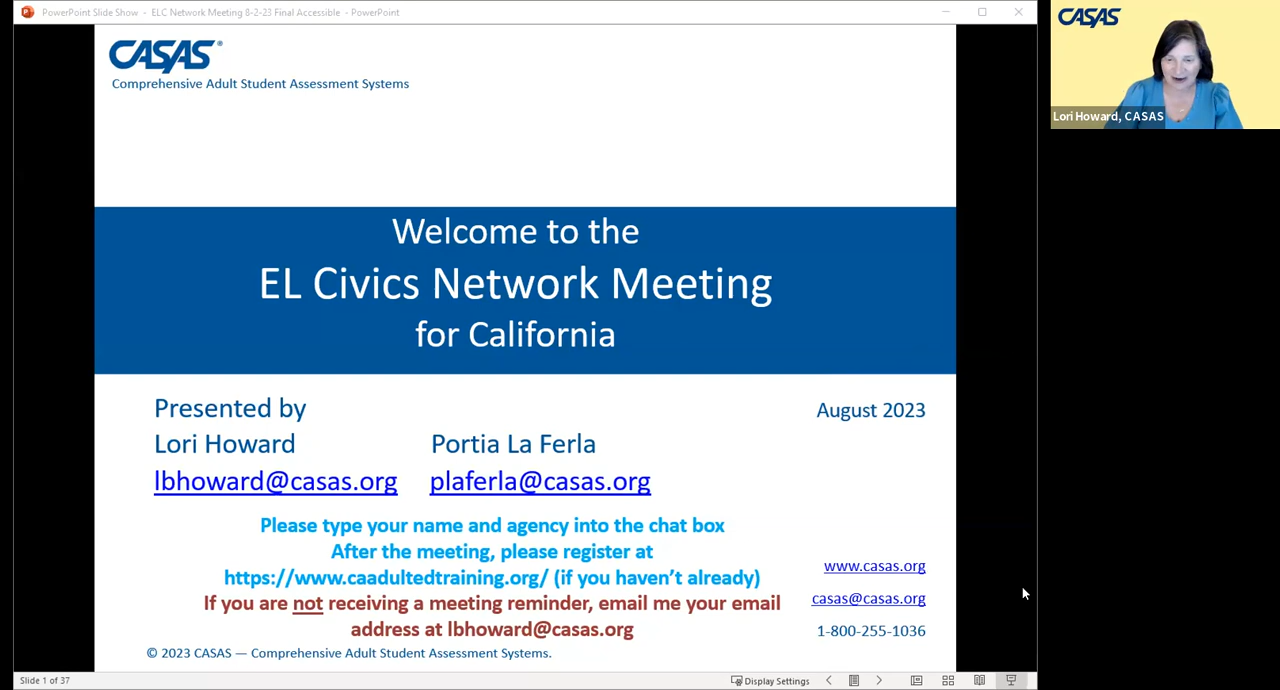 PowerPoint Slide Show - ELC Network Meeting 8-2-23 Final Accessible - PowerPoint
CASAS
CASAS®
Comprehensive Adult Student Assessment Systems
Lori Howard, CASAS
Welcome to the
EL Civics Network Meeting
for California
Presented by
August 2023
Lori Howard
Portia La Ferla
lbhoward@casas.org
plaferla@casas.org
Please type your name and agency into the chat box
After the meeting, please register at
https://www.caadultedtraining.org/ (if you haven’t already)
If you are not receiving a meeting reminder, email me your email
address at lbhoward@casas.org
www.casas.org
casas@casas.org
1-800-255-1036
© 2023 CASAS — Comprehensive Adult Student Assessment Systems.
Slide 1 of 37
Display Settings